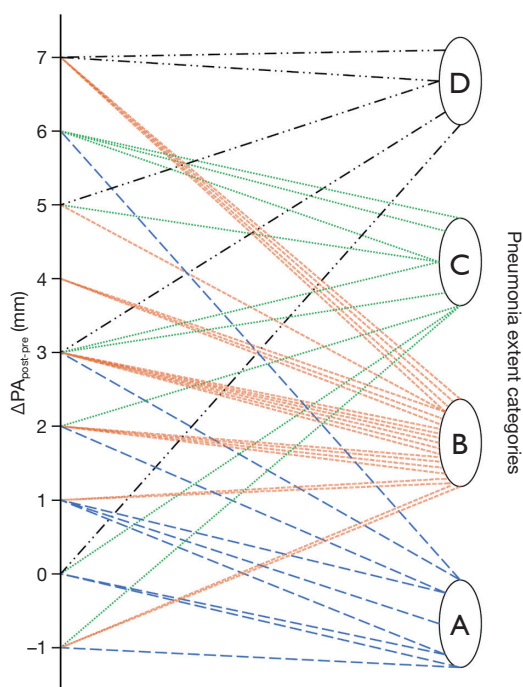 7
6
5
4
3
2
1
0
−1
ΔPApost-pre (mm)
D
C
B
A
Pneumonia extent categories